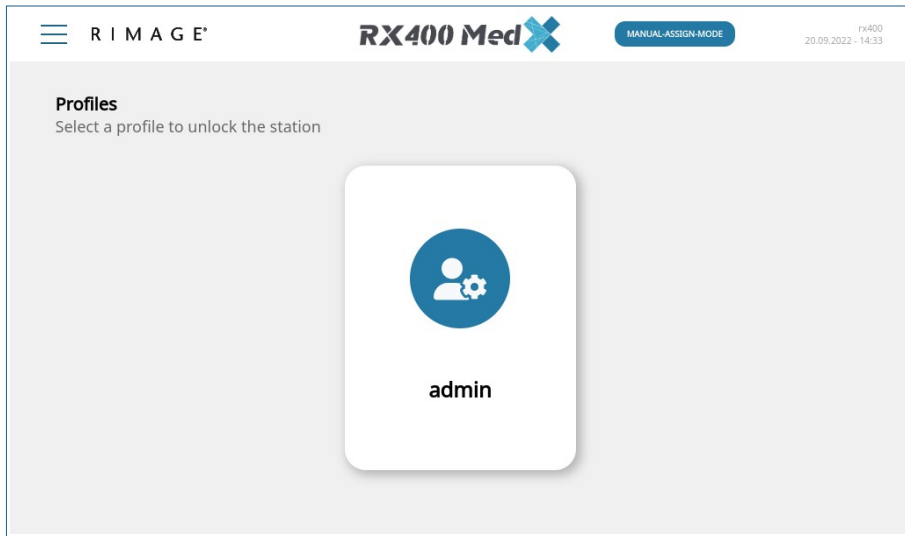 RIMAGE®
RX400 MedX
MANUAL-ASSIGN-MODE
rx400
20.09.2022 - 14:33
Profiles
Select a profile to unlock the station
admin